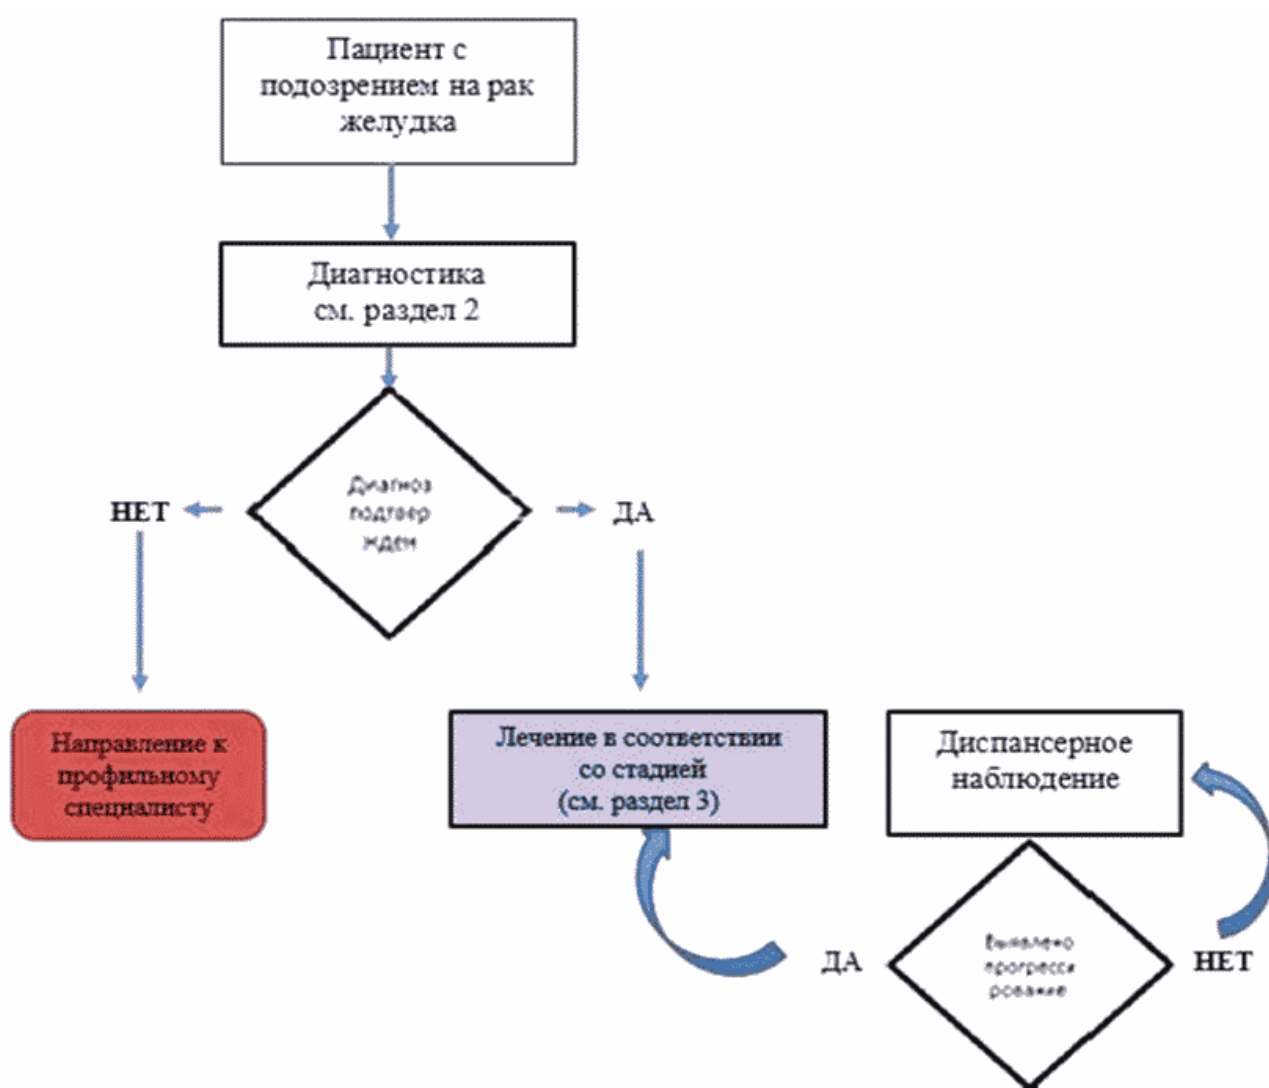 Пациент с
подозрением на рак
желудка
Диагностика
см. раздел 2
Диагноз
подтвер
жден
НЕТ
ДА
Направление к
профильному
специалисту
Лечение в соответствии
со стадией
(см. раздел 3)
Диспансерное
наблюдение
Выявлено
прогресси
рование
ДА
НЕТ